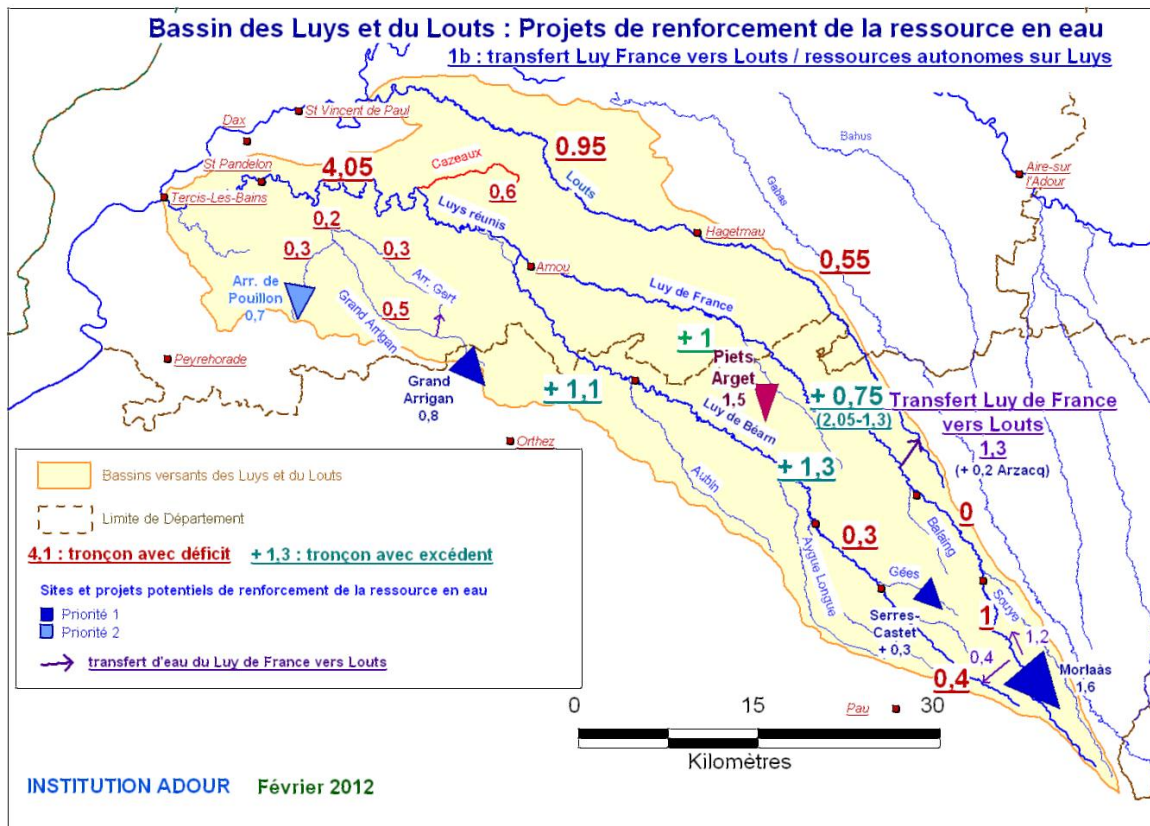 Bassin des Luys et du Louts : Projets de renforcement de la ressource en eau
1b : transfert Luy France vers Louts / ressources autonomes sur Luys
St Vincent de Paul
Dax
Bahus
Aire-sur
l'Adour
Gabas
0.95
Cazeaux
4,05
St Pandelon
0,6
Louts
Tercis-Les-Bains
Luys réunis
Hagetmau
0,2
0,3
0,3
Amou
0,55
Arr. Gert
Luy de France
Arr. de
Pouillon
0,7
Grand Arrigan
0,5
+ 1
Peyrehorade
Piets
Arget
1,5
Grand
Arrigan
0,8
+ 1,1
+ 0,75
(2,05-1,3)
Transfert Luy de France
vers Louts
1,3
(+ 0,2 Arzacq)
Luy de Béarn
Orthez
+ 1,3
Aubin
Bassins versants des Luys et du Louts
Limite de Département
4,1 : tronçon avec déficit
+ 1,3 : tronçon avec excédent
Sites et projets potentiels de renforcement de la ressource en eau
Priorité 1
Priorité 2
transfert d'eau du Luy de France vers Louts
0
0,3
Balaing
Aygue Longue
Gées
Souye
Serres-
Castet
+ 0,3
1
1,2
0,4
Morlaàs
1,6
0,4
Pau
0
15
30
Kilomètres
INSTITUTION ADOUR
Février 2012